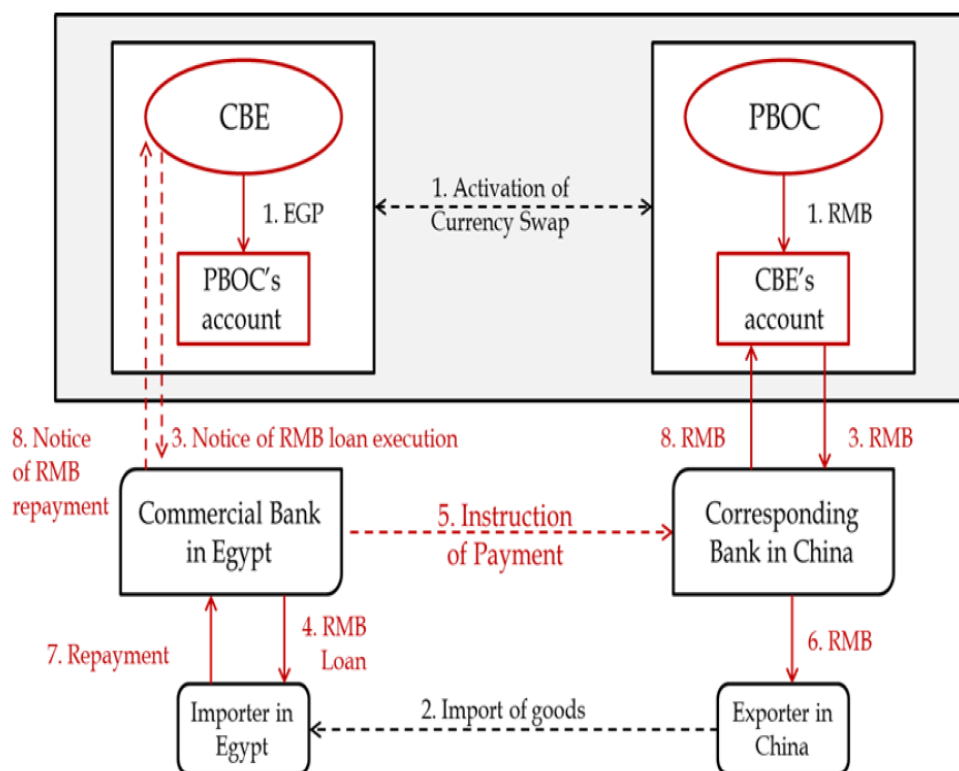 CBE
PBOC
1. Activation of
Currency Swap
1. EGP
1. RMB
PBOC's
account
CBE's
account
8. Notice
of RMB
repayment
3. Notice of RMB loan execution
8. RMB
3. RMB
Commercial Bank
in Egypt
5. Instruction
of Payment
Corresponding
Bank in China
7. Repayment
4. RMB
Loan
6. RMB
Importer in
Egypt
2. Import of goods
Exporter in
China